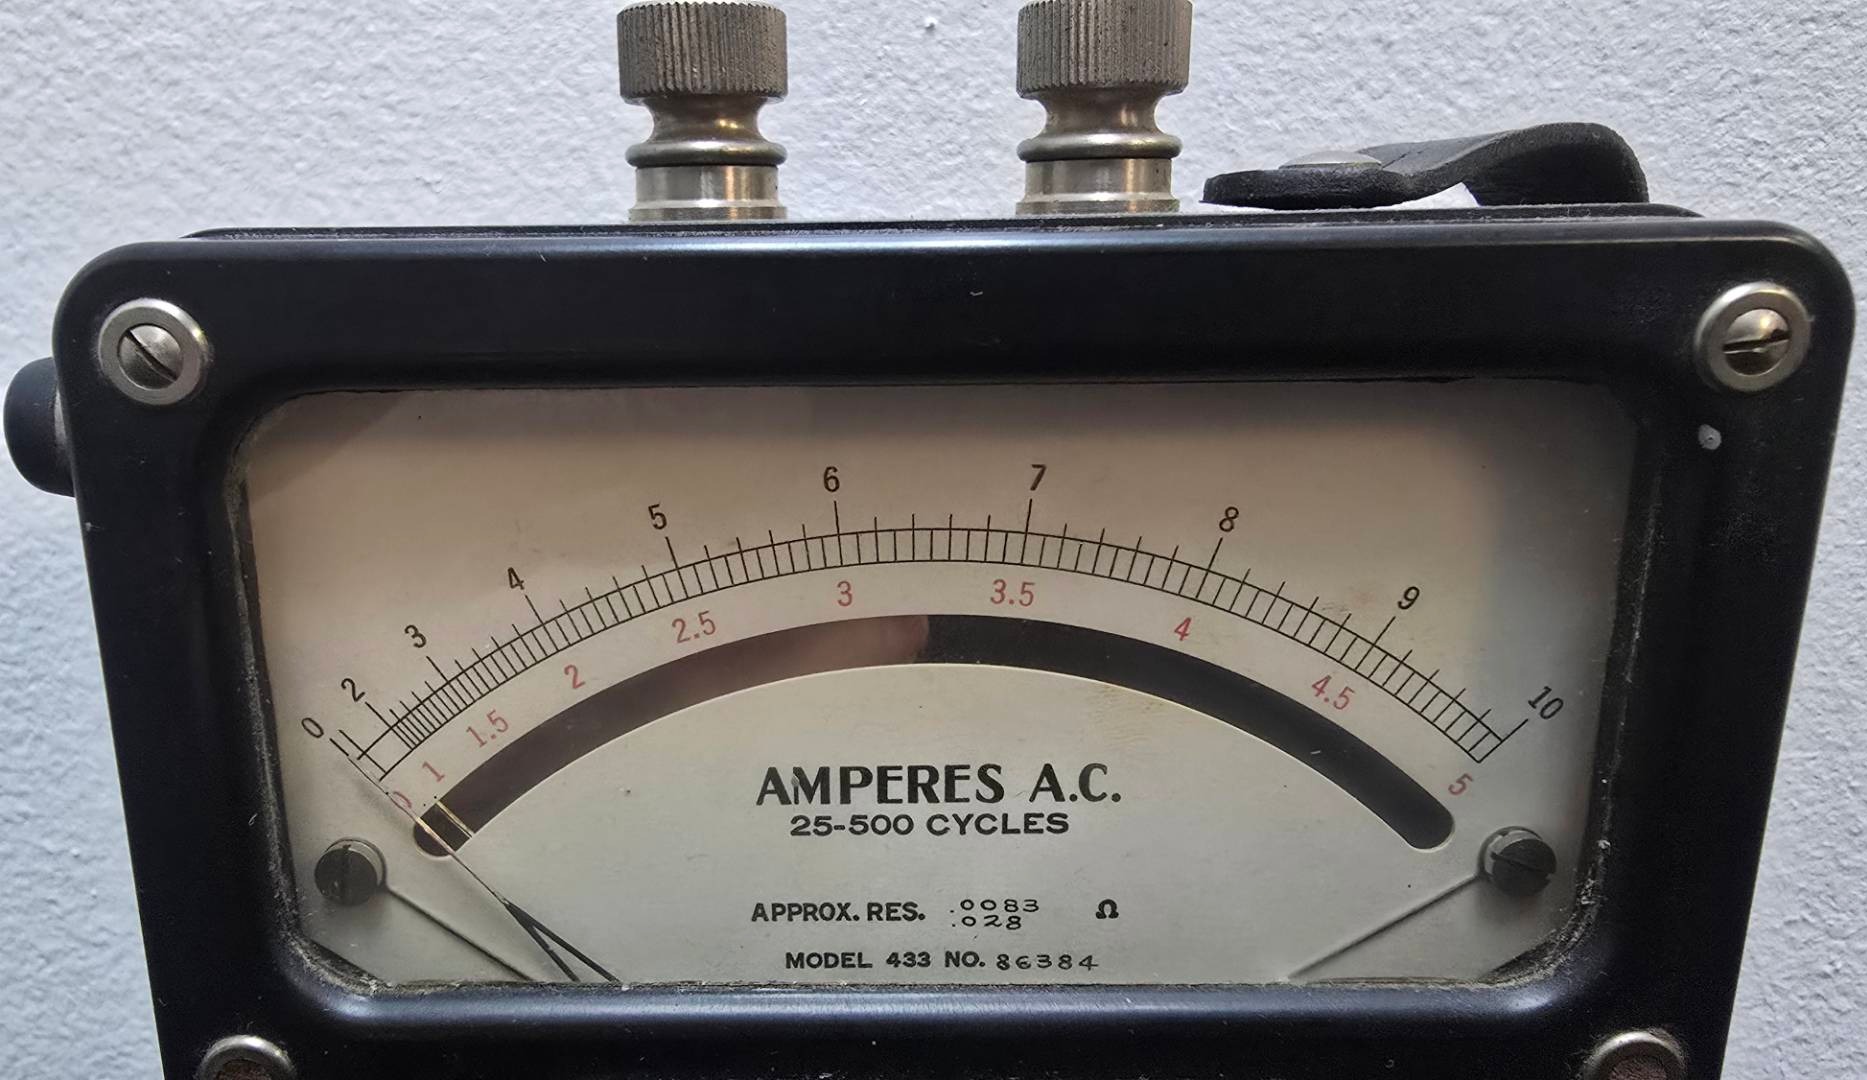 0 2 3 4 5 6 7 8 9 10
0 1 1.5 2 2.5 3 3.5 4 4.5 5
AMPERES A.C.
25-500 CYCLES
APPROX. RES. .0083 Ω
.028
MODEL 433 NO. 86384